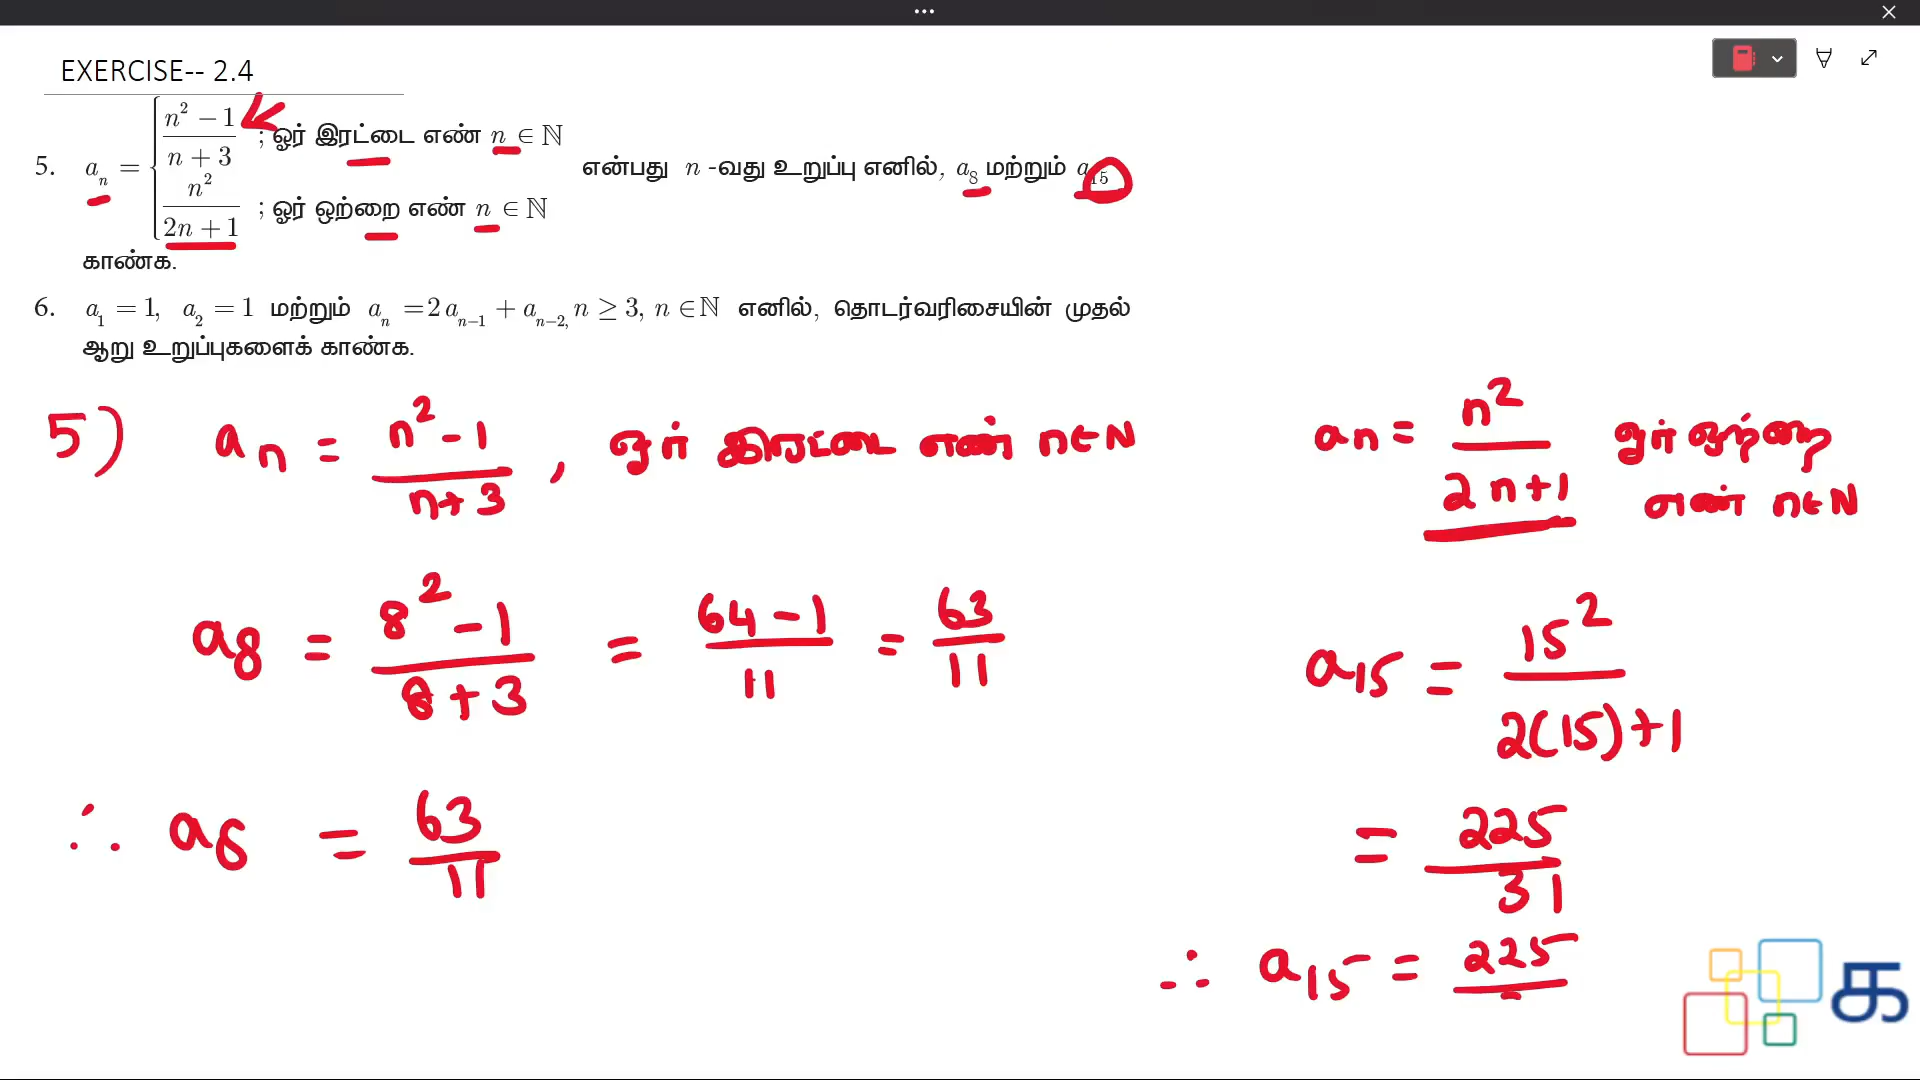 EXERCISE-- 2.4
5. aₙ = { (n² − 1)/(n + 3) ; ஓர் இரட்டை எண் n ∈ ℕ
n²/(2n + 1) ; ஓர் ஒற்றை எண் n ∈ ℕ
என்பது n -வது உறுப்பு எனில், a₈ மற்றும் a₁₅
காண்க.
6. a₁ = 1, a₂ = 1 மற்றும் aₙ = 2aₙ₋₁ + aₙ₋₂, n ≥ 3, n ∈ ℕ எனில், தொடர்வரிசையின் முதல்
ஆறு உறுப்புகளைக் காண்க.
5) aₙ = (n² - 1)/(n + 3) , ஓர் இரட்டை எண் n ∈ N
a₈ = (8² - 1)/(8 + 3) = (64 - 1)/11 = 63/11
∴ a₈ = 63/11
aₙ = n²/(2n + 1) ஓர் ஒற்றை
எண் n ∈ N
a₁₅ = 15²/(2(15) + 1)
= 225/31
∴ a₁₅ = 225
க